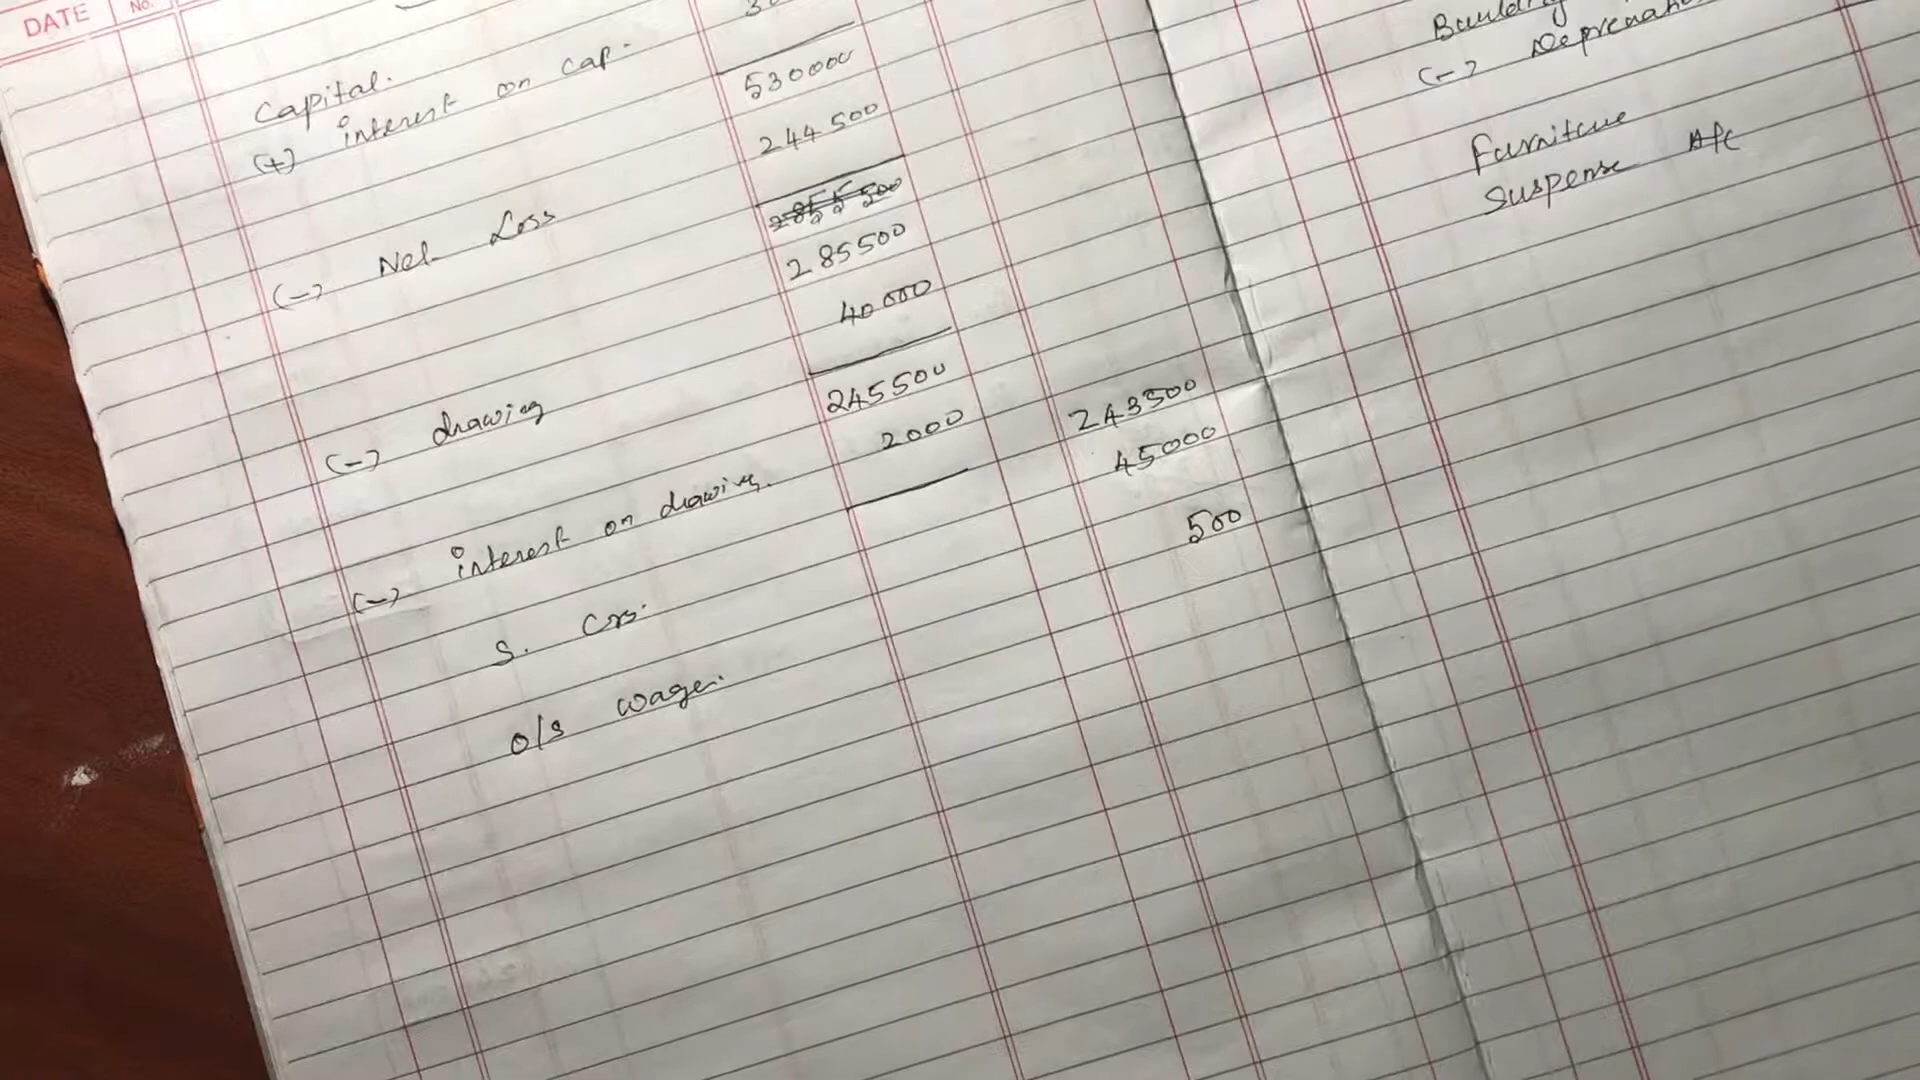 DATE No.
Capital.
(+) interest on cap.
530000
244500
(-) Net Loss
285500
285500
40000
(-) drawing
245500
2000
243500
(-) interest on drawing.
45000
S. Crs.
500
o/s wage.
(-) Depreciation
Furniture
Suspense A/c